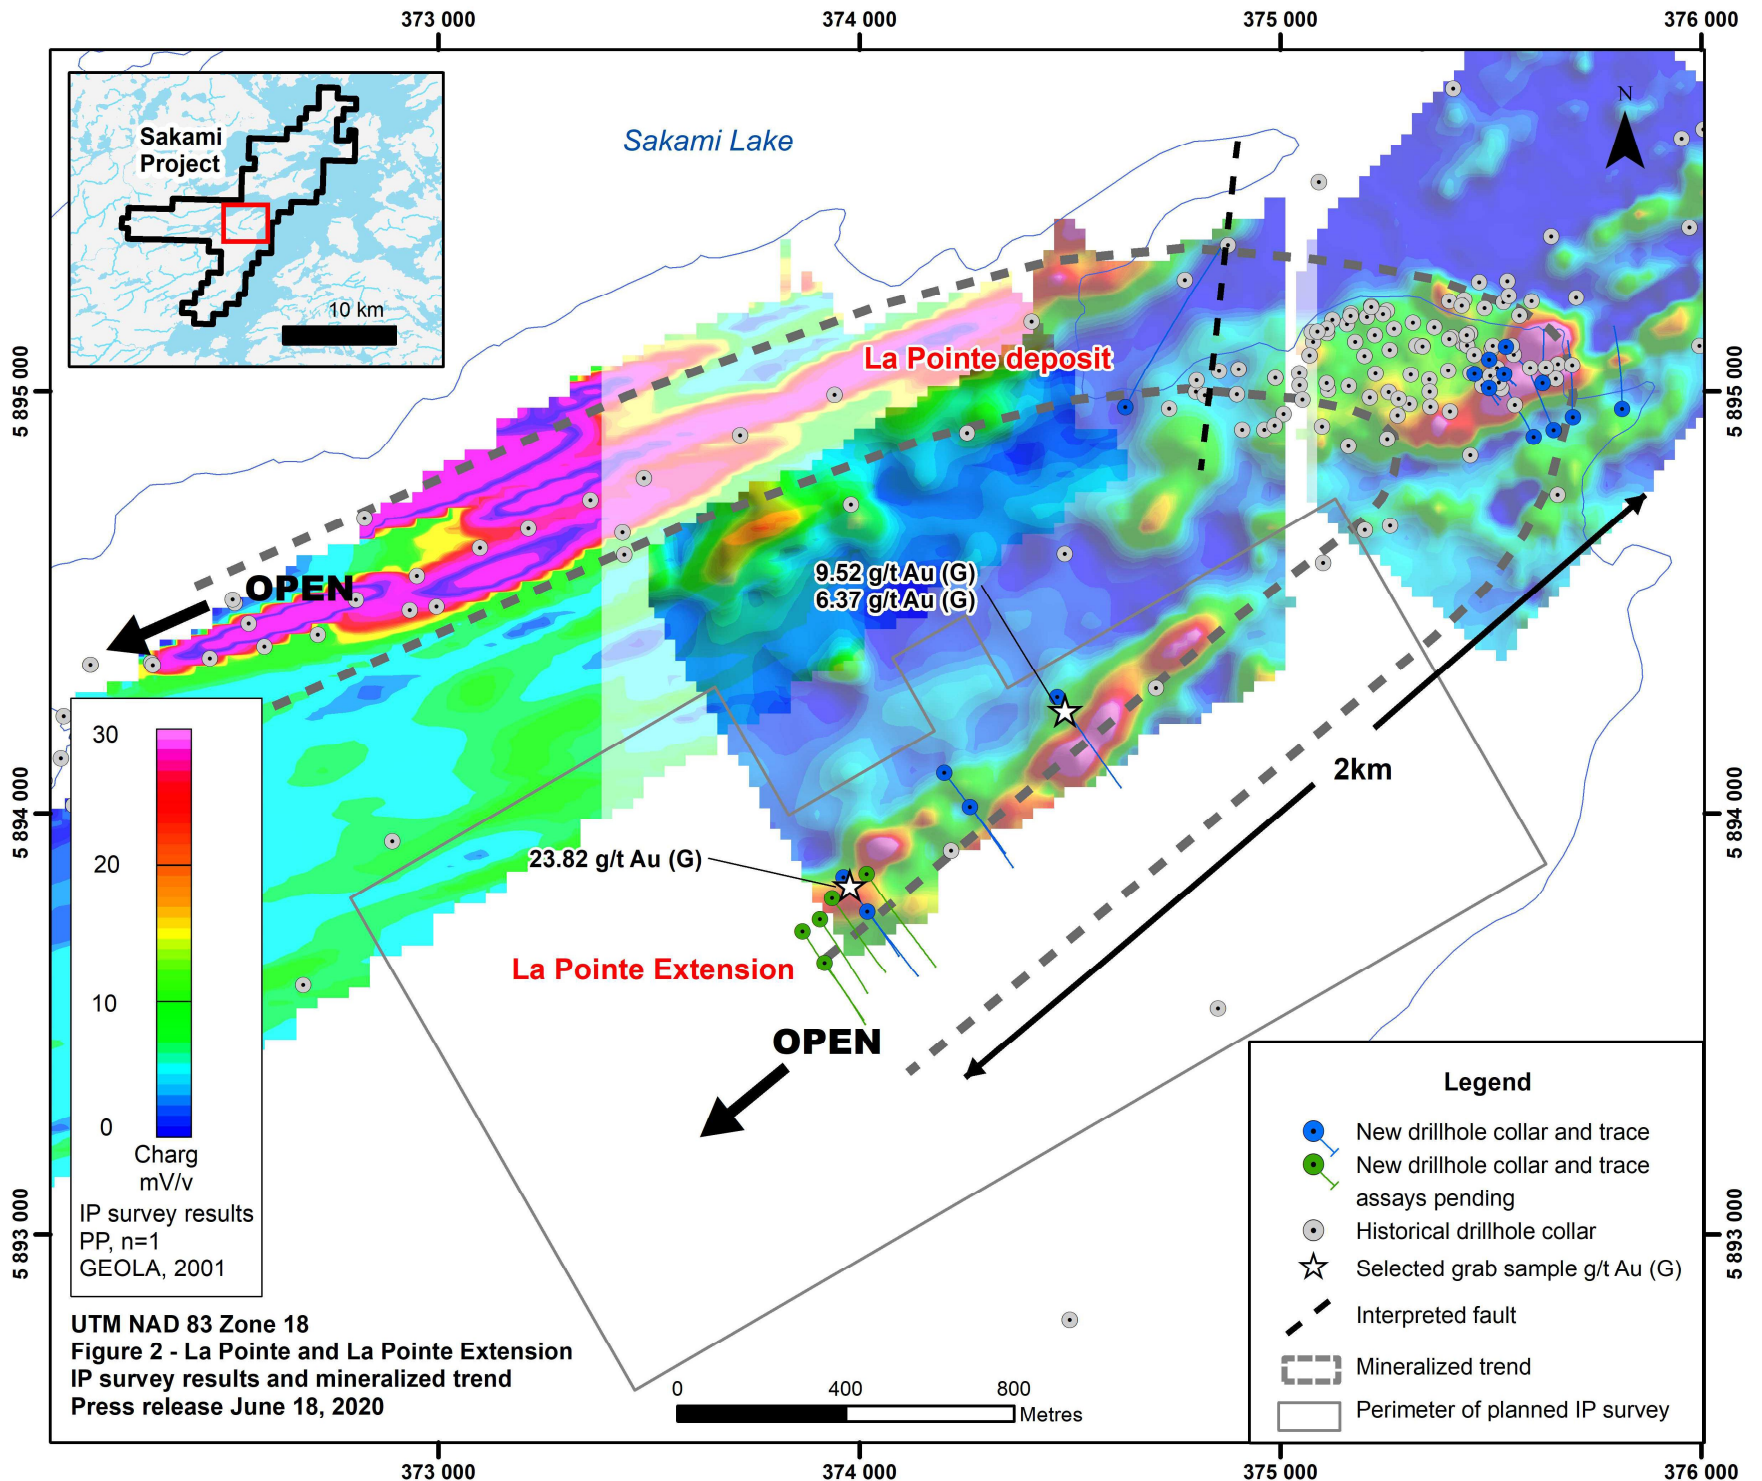 373 000
374 000
375 000
376 000
N
Sakami
Project
10 km
Sakami Lake
La Pointe deposit
5 895 000
5 895 000
OPEN
9.52 g/t Au (G)
6.37 g/t Au (G)
2km
5 894 000
5 894 000
23.82 g/t Au (G)
La Pointe Extension
OPEN
30
20
10
0
Charg
mV/v
IP survey results
PP, n=1
GEOLA, 2001
5 893 000
5 893 000
Legend
New drillhole collar and trace
New drillhole collar and trace
assays pending
Historical drillhole collar
Selected grab sample g/t Au (G)
Interpreted fault
Mineralized trend
Perimeter of planned IP survey
UTM NAD 83 Zone 18
Figure 2 - La Pointe and La Pointe Extension
IP survey results and mineralized trend
Press release June 18, 2020
0
400
800
Metres
373 000
374 000
375 000
376 000